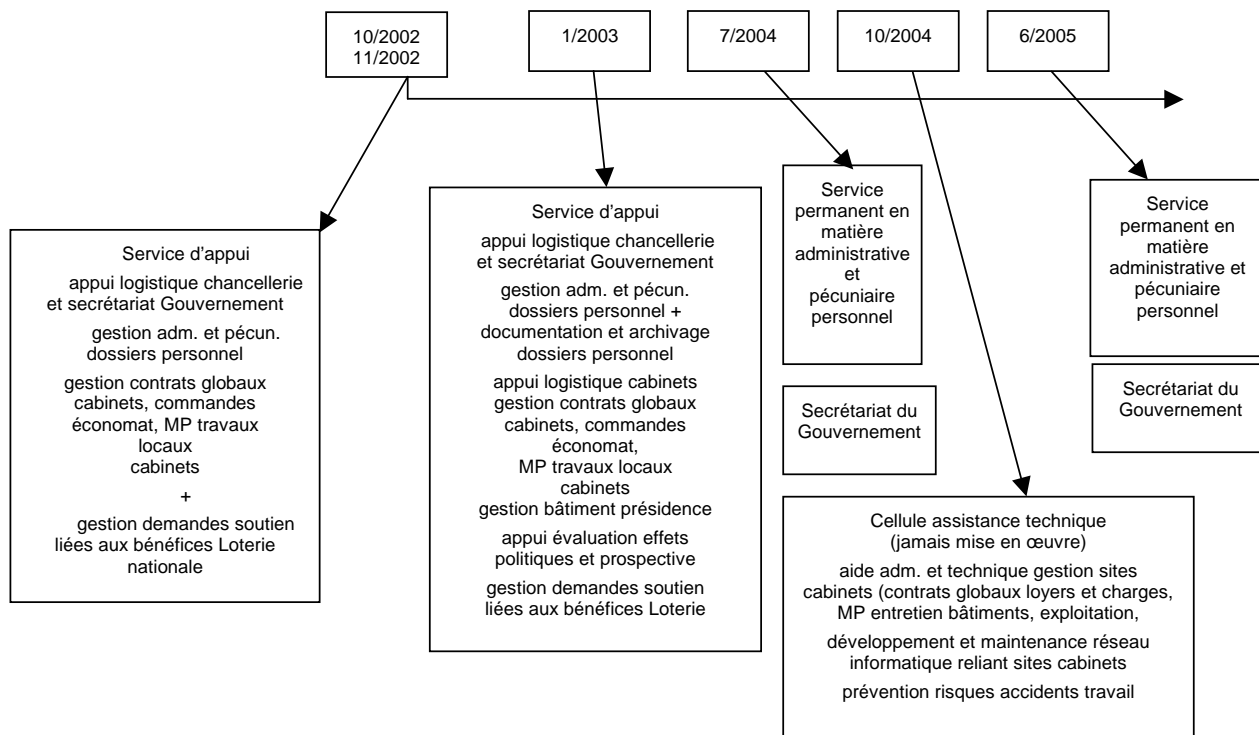 10/2002
11/2002
1/2003
7/2004
10/2004
6/2005
Service d'appui
appui logistique chancellerie
et secrétariat Gouvernement
gestion adm. et pécun.
dossiers personnel
gestion contrats globaux
cabinets, commandes
économat, MP travaux
locaux
cabinets
+
gestion demandes soutien
liées aux bénéfices Loterie
nationale
Service d'appui
appui logistique chancellerie
et secrétariat Gouvernement
gestion adm. et pécun.
dossiers personnel +
documentation et archivage
dossiers personnel
appui logistique cabinets
gestion contrats globaux
cabinets, commandes
économat,
MP travaux locaux
cabinets
gestion bâtiment présidence
appui évaluation effets
politiques et prospective
gestion demandes soutien
liées aux bénéfices Loterie
Service
permanent en
matière
administrative
et
pécuniaire
personnel
Secrétariat du
Gouvernement
Cellule assistance technique
(jamais mise en œuvre)
aide adm. et technique gestion sites
cabinets (contrats globaux loyers et charges,
MP entretien bâtiments, exploitation,
développement et maintenance réseau
informatique reliant sites cabinets
prévention risques accidents travail
Service
permanent en
matière
administrative et
pécuniaire
personnel
Secrétariat du
Gouvernement